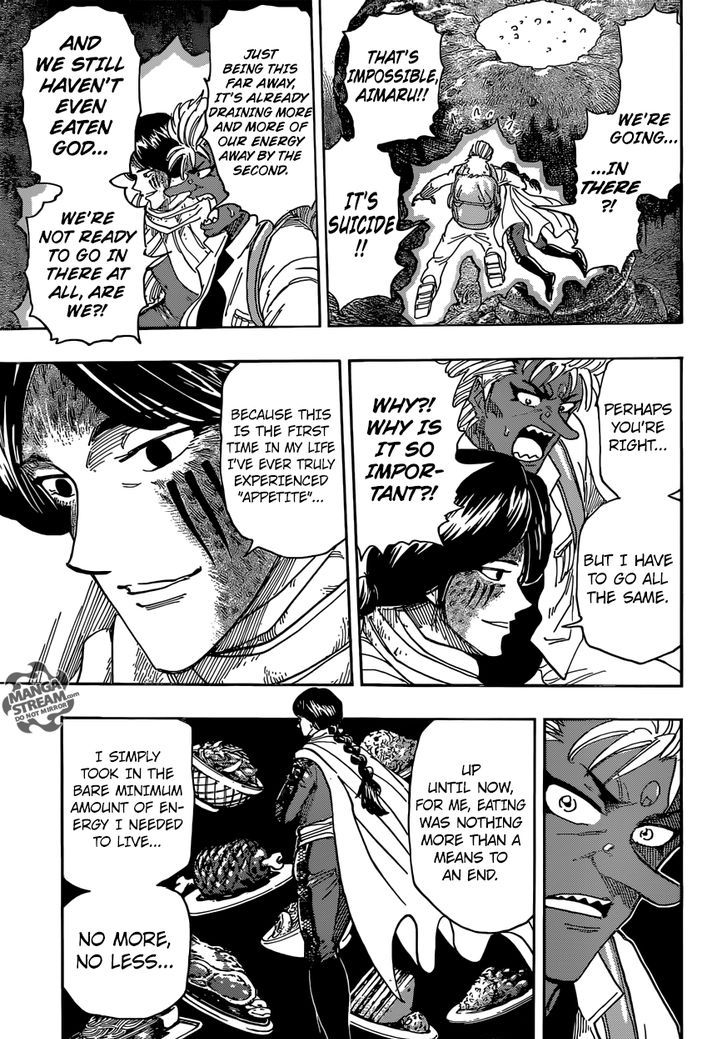 WE'RE
GOING...
...IN
THERE
?!
THAT'S
IMPOSSIBLE,
AIMARU!!
IT'S
SUICIDE
!!
JUST
BEING THIS
FAR AWAY,
IT'S ALREADY
DRAINING MORE
AND MORE OF
OUR ENERGY
AWAY BY THE
SECOND.
AND
WE STILL
HAVEN'T
EVEN
EATEN
GOD...
WE'RE
NOT READY
TO GO IN
THERE AT
ALL, ARE
WE?!
PERHAPS
YOU'RE
RIGHT...
BUT I HAVE
TO GO ALL
THE SAME.
WHY?!
WHY IS
IT SO
IMPOR-
TANT?!
BECAUSE THIS
IS THE FIRST
TIME IN MY LIFE
I'VE EVER TRULY
EXPERIENCED
"APPETITE"...
UP
UNTIL NOW,
FOR ME, EATING
WAS NOTHING
MORE THAN A
MEANS TO
AN END.
I SIMPLY
TOOK IN THE
BARE MINIMUM
AMOUNT OF EN-
ERGY I NEEDED
TO LIVE...
NO MORE,
NO LESS...
MANGA
STREAM.com
DO NOT MIRROR